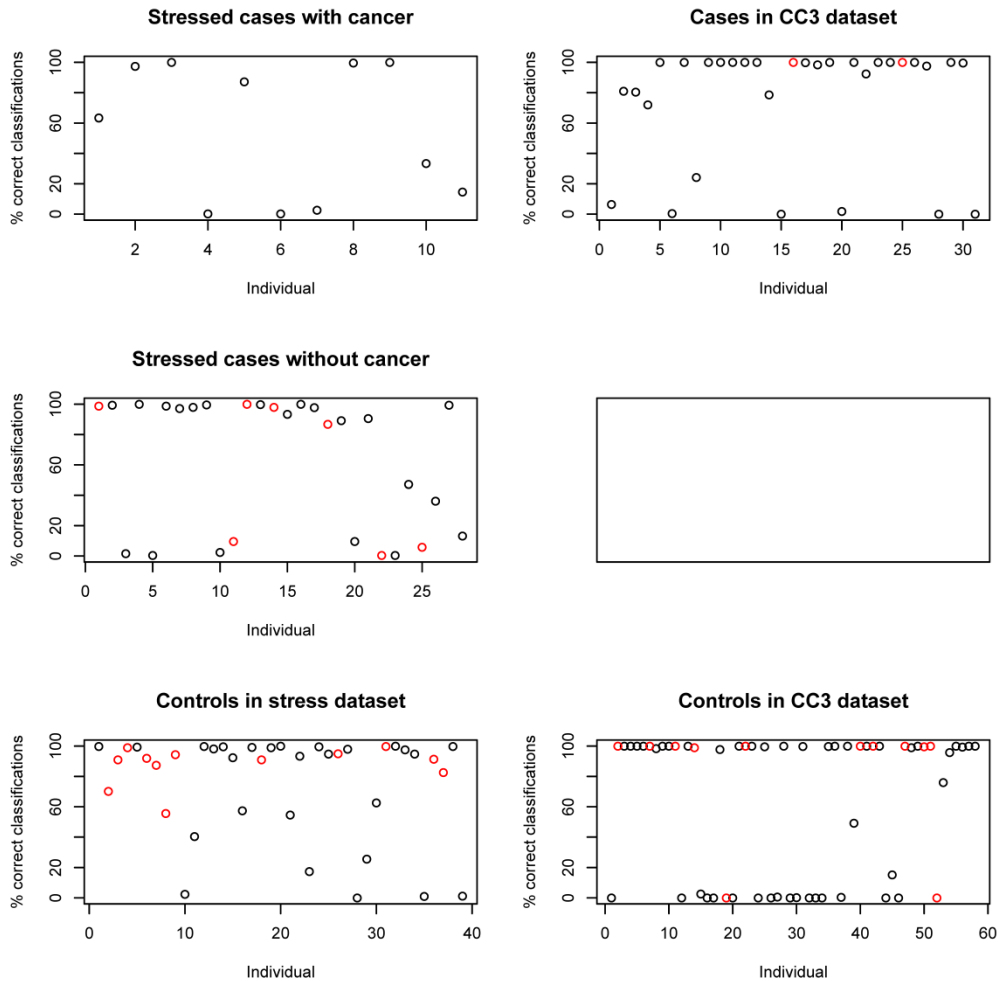 Stressed cases with cancer
% correct classifications
0 20 60 100
2 4 6 8 10
Individual
Cases in CC3 dataset
% correct classifications
0 20 60 100
0 5 10 15 20 25 30
Individual
Stressed cases without cancer
% correct classifications
0 20 60 100
0 5 10 15 20 25
Individual
Controls in stress dataset
% correct classifications
0 20 60 100
0 10 20 30 40
Individual
Controls in CC3 dataset
% correct classifications
0 20 60 100
0 10 20 30 40 50 60
Individual